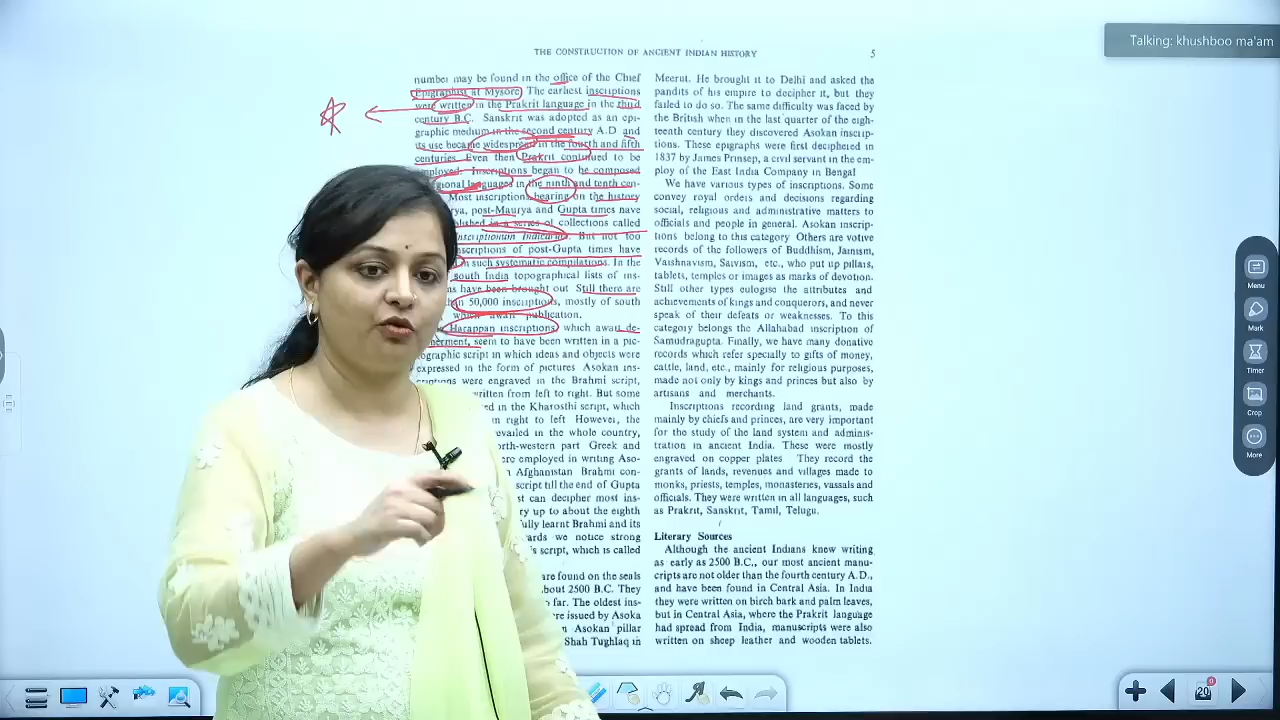 Talking: khushboo ma'am
THE CONSTRUCTION OF ANCIENT INDIAN HISTORY
5
number may be found in the office of the Chief
Epigraphist at Mysore The earliest inscriptions
were written in the Prakrit language in the third
century B.C. Sanskrit was adopted as an epi-
graphic medium in the second century A.D and
its use became widespread in the fourth and fifth
centuries. Even then Prakrit continued to be
employed. Inscriptions began to be composed
gional languages in the ninth and tenth cen-
Most inscriptions bearing on the history
rya, post-Maurya and Gupta times have
blished in a series of collections called
Inscriptionum Indicarum. But not too
nscriptions of post-Gupta times have
in such systematic compilations. In the
south India topographical lists of ins-
ns have been brought out Still there are
n 50,000 inscriptions, mostly of south
which await publication.
Harappan inscriptions, which await de-
herment, seem to have been written in a pic-
ographic script in which ideas and objects were
expressed in the form of pictures Asokan ins-
criptions were engraved in the Brahmi script,
written from left to right. But some
ed in the Kharosthi script, which
n right to left However, the
evailed in the whole country,
orth-western part Greek and
ere employed in writing Aso-
n Afghanistan Brahmi con-
script till the end of Gupta
st can decipher most ins-
ry up to about the eighth
fully learnt Brahmi and its
wards we notice strong
s script, which is called
are found on the seals
bout 2500 B.C. They
far. The oldest ins-
re issued by Asoka
n Asokan pillar
Shah Tughlaq in
Meerut. He brought it to Delhi and asked the
pandits of his empire to decipher it, but they
failed to do so. The same difficulty was faced by
the British when in the last quarter of the eigh-
teenth century they discovered Asokan inscrip-
tions. These epigraphs were first deciphered in
1837 by James Prinsep, a civil servant in the em-
ploy of the East India Company in Bengal
We have various types of inscriptions. Some
convey royal orders and decisions regarding
social, religious and administrative matters to
officials and people in general. Asokan inscrip-
tions belong to this category Others are votive
records of the followers of Buddhism, Jainism,
Vaishnavism, Saivism, etc., who put up pillars,
tablets, temples or images as marks of devotion.
Still other types eulogise the attributes and
achievements of kings and conquerors, and never
speak of their defeats or weaknesses. To this
category belongs the Allahabad inscription of
Samudragupta. Finally, we have many donative
records which refer specially to gifts of money,
cattle, land, etc., mainly for religious purposes,
made not only by kings and princes but also by
artisans and merchants.
Inscriptions recording land grants, made
mainly by chiefs and princes, are very important
for the study of the land system and adminis-
tration in ancient India. These were mostly
engraved on copper plates They record the
grants of lands, revenues and villages made to
monks, priests, temples, monasteries, vassals and
officials. They were written in all languages, such
as Prakrit, Sanskrit, Tamil, Telugu.
Literary Sources
Although the ancient Indians knew writing
as early as 2500 B.C., our most ancient manu-
cripts are not older than the fourth century A.D.,
and have been found in Central Asia. In India
they were written on birch bark and palm leaves,
but in Central Asia, where the Prakrit language
had spread from India, manuscripts were also
written on sheep leather and wooden tablets.
Menu
Mark
Timer
Crop
More
20
0